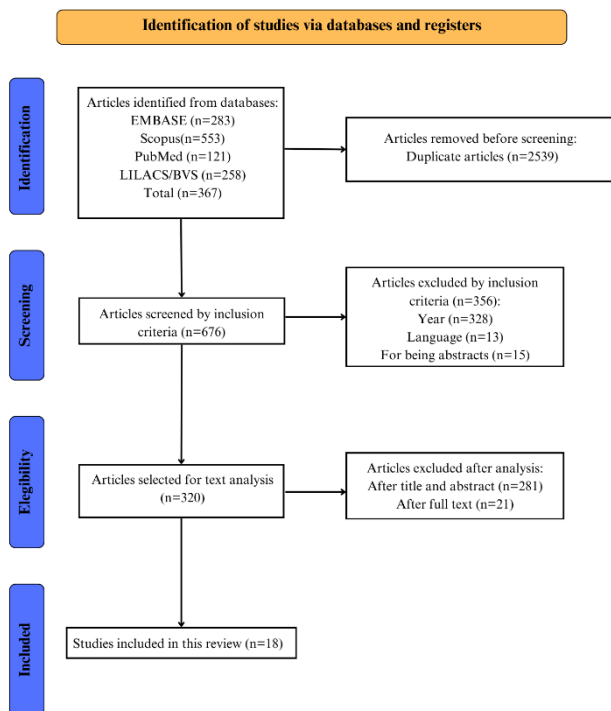 Identification of studies via databases and registers
Identification
Articles identified from databases:
EMBASE (n=283)
Scopus(n=553)
PubMed (n=121)
LILACS/BVS (n=258)
Total (n=367)
Articles removed before screening:
Duplicate articles (n=2539)
Screening
Articles screened by inclusion
criteria (n=676)
Articles excluded by inclusion
criteria (n=356):
Year (n=328)
Language (n=13)
For being abstracts (n=15)
Elegibility
Articles selected for text analysis
(n=320)
Articles excluded after analysis:
After title and abstract (n=281)
After full text (n=21)
Included
Studies included in this review (n=18)